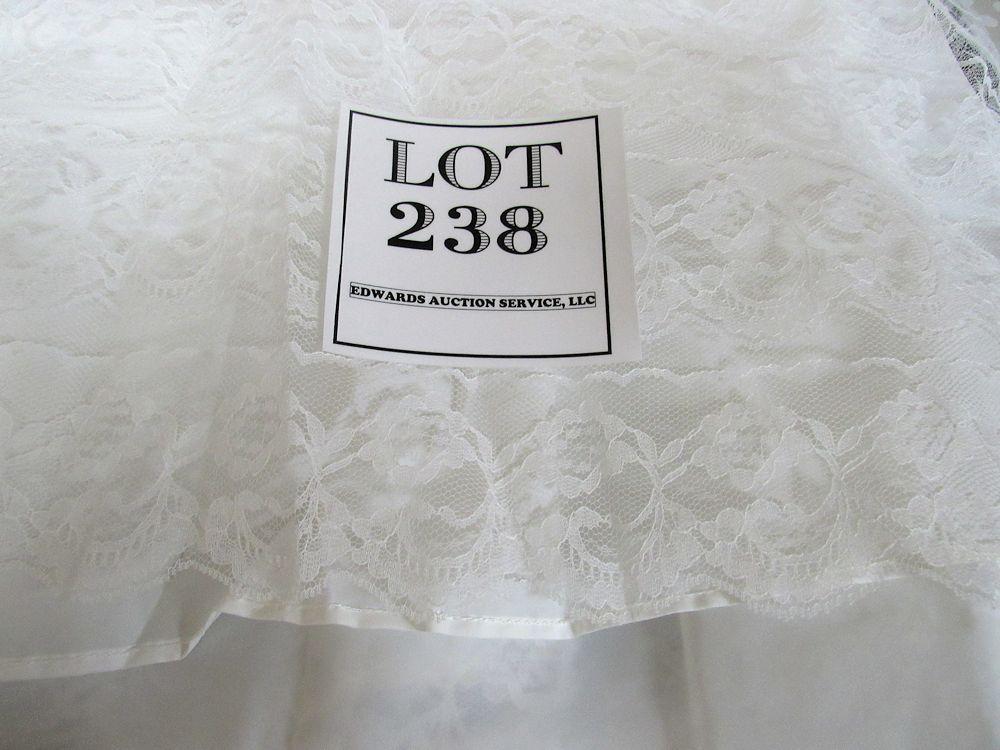 LOT
238
EDWARDS AUCTION SERVICE, LLC